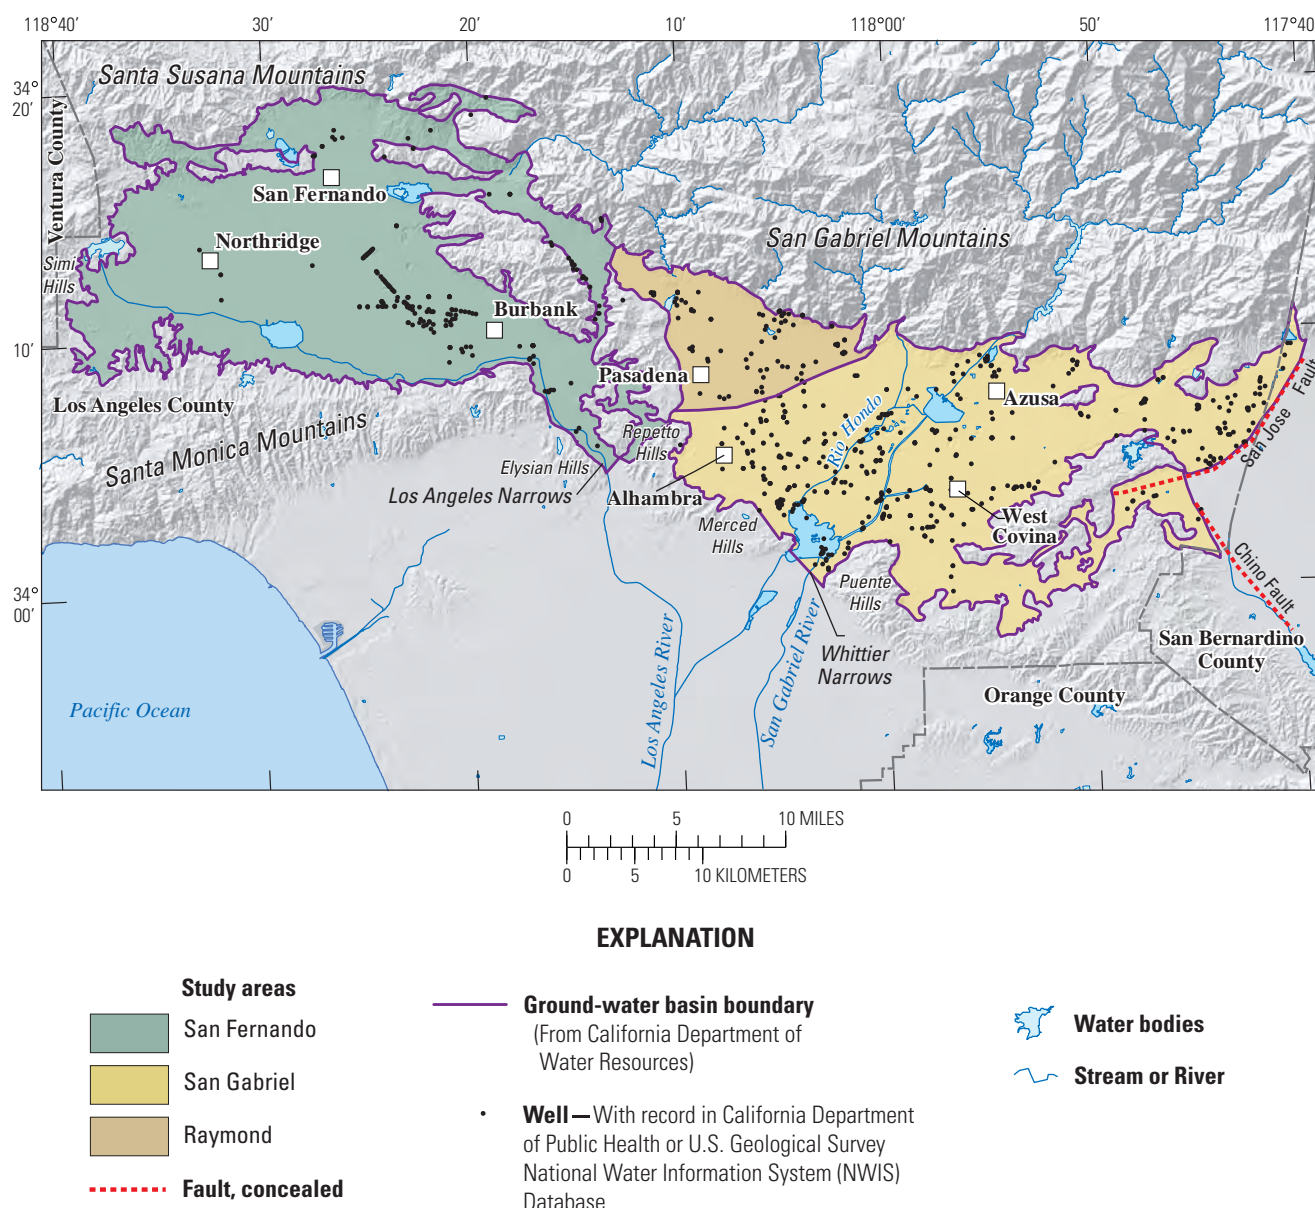 118°40′ 30′ 20′ 10′ 118°00′ 50′ 117°40′
34°
20′
10′
34°
00′
Santa Susana Mountains
Ventura County
San Fernando
Northridge
Simi
Hills
Burbank
San Gabriel Mountains
Pasadena
Azusa
Los Angeles County
Santa Monica Mountains
Repetto
Hills
Rio Hondo
San Jose Fault
Elysian Hills
Los Angeles Narrows
Alhambra
West
Covina
Merced
Hills
Puente
Hills
Chino Fault
Whittier
Narrows
San Bernardino
County
Orange County
Los Angeles River
San Gabriel River
Pacific Ocean
0 5 10 MILES
0 5 10 KILOMETERS
EXPLANATION
Study areas
San Fernando
San Gabriel
Raymond
Fault, concealed
Ground-water basin boundary
(From California Department of
Water Resources)
Well—With record in California Department
of Public Health or U.S. Geological Survey
National Water Information System (NWIS)
Database
Water bodies
Stream or River